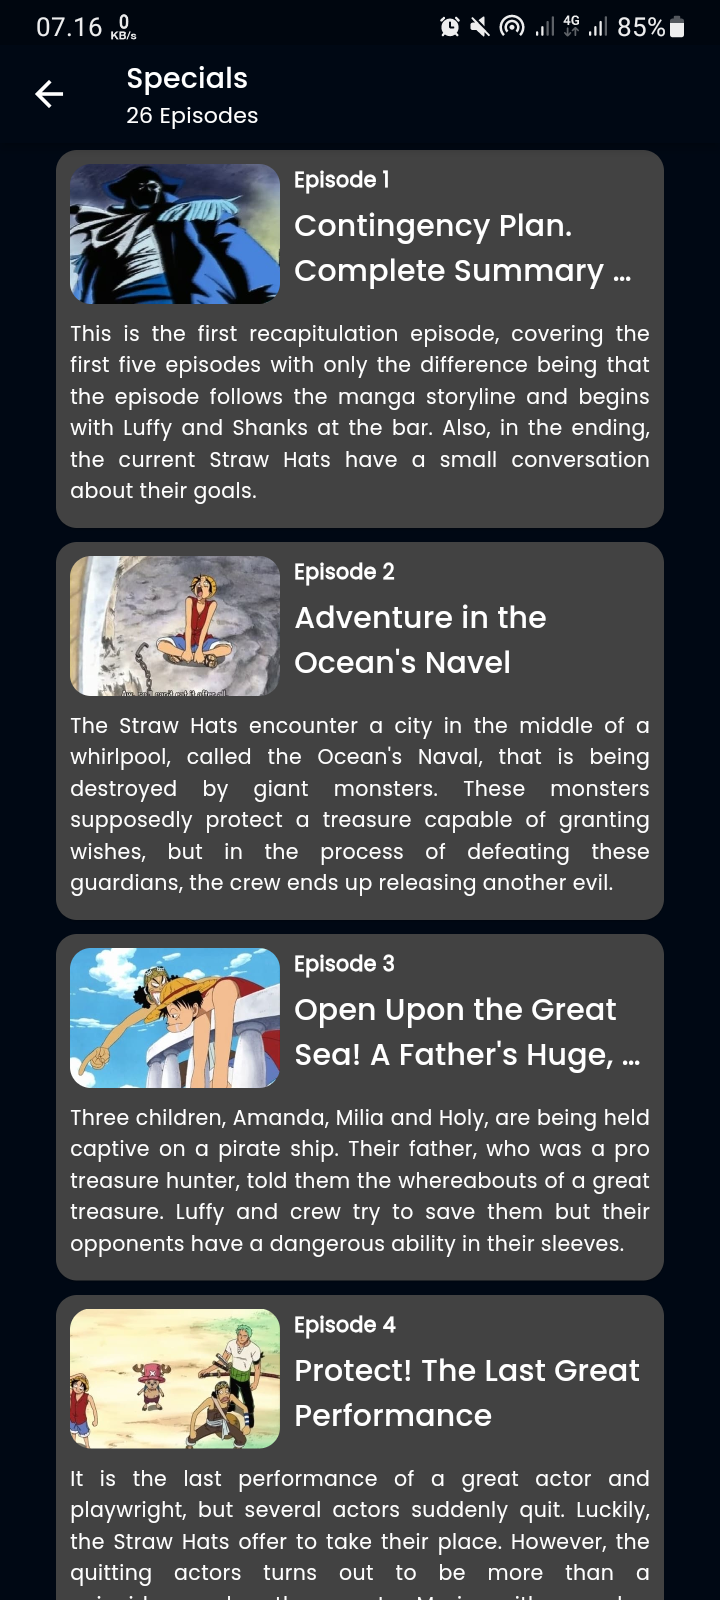 07.16 0 KB/s 4G 85%
Specials
26 Episodes
Episode 1
Contingency Plan.
Complete Summary ...
This is the first recapitulation episode, covering the
first five episodes with only the difference being that
the episode follows the manga storyline and begins
with Luffy and Shanks at the bar. Also, in the ending,
the current Straw Hats have a small conversation
about their goals.
Episode 2
Adventure in the
Ocean's Navel
The Straw Hats encounter a city in the middle of a
whirlpool, called the Ocean's Naval, that is being
destroyed by giant monsters. These monsters
supposedly protect a treasure capable of granting
wishes, but in the process of defeating these
guardians, the crew ends up releasing another evil.
Episode 3
Open Upon the Great
Sea! A Father's Huge, ...
Three children, Amanda, Milia and Holy, are being held
captive on a pirate ship. Their father, who was a pro
treasure hunter, told them the whereabouts of a great
treasure. Luffy and crew try to save them but their
opponents have a dangerous ability in their sleeves.
Episode 4
Protect! The Last Great
Performance
It is the last performance of a great actor and
playwright, but several actors suddenly quit. Luckily,
the Straw Hats offer to take their place. However, the
quitting actors turns out to be more than a